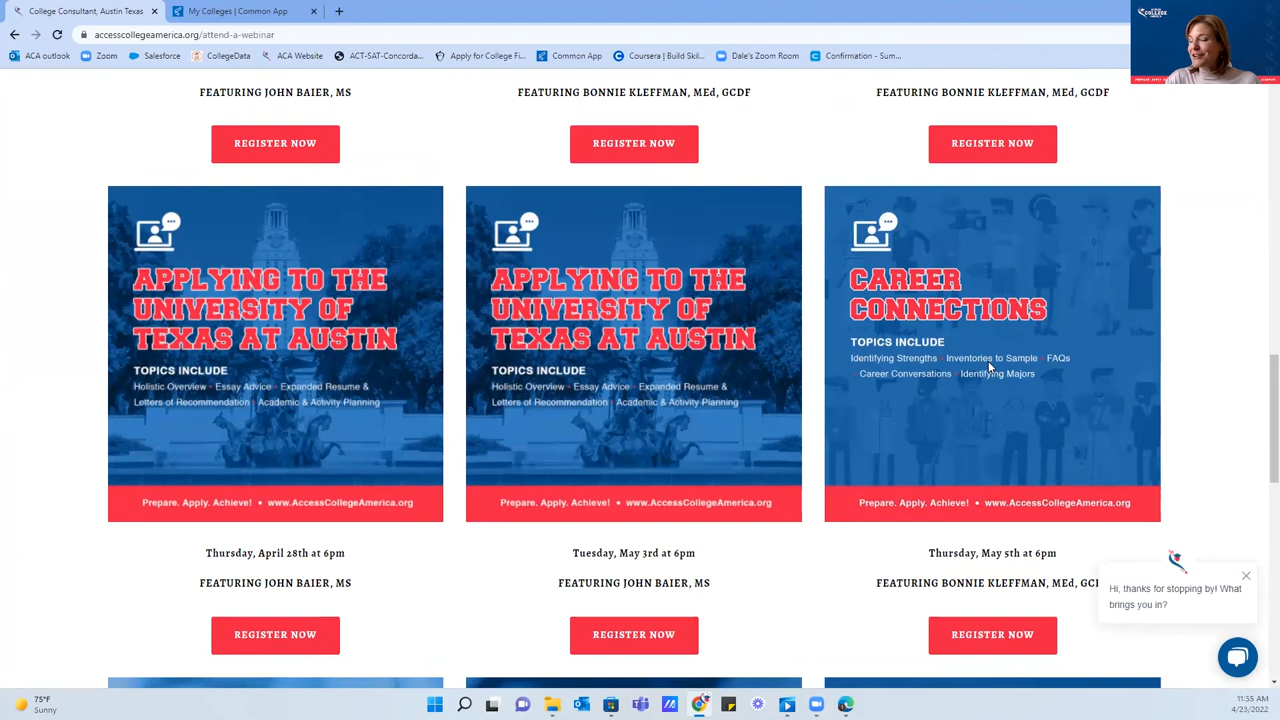 College Consultant, Austin Texas
My Colleges | Common App
accesscollegeamerica.org/attend-a-webinar
ACA outlook
Zoom
Salesforce
CollegeData
ACA Website
ACT-SAT-Concorda...
Apply for College Fi...
Common App
Coursera | Build Skil...
Dale's Zoom Room
Confirmation - Sum...
COLLEGE
FEATURING JOHN BAIER, MS
FEATURING BONNIE KLEFFMAN, MEd, GCDF
FEATURING BONNIE KLEFFMAN, MEd, GCDF
REGISTER NOW
REGISTER NOW
REGISTER NOW
APPLYING TO THE
UNIVERSITY OF
TEXAS AT AUSTIN
TOPICS INCLUDE
Holistic Overview • Essay Advice • Expanded Resume &
Letters of Recommendation • Academic & Activity Planning
Prepare. Apply. Achieve! • www.AccessCollegeAmerica.org
APPLYING TO THE
UNIVERSITY OF
TEXAS AT AUSTIN
TOPICS INCLUDE
Holistic Overview • Essay Advice • Expanded Resume &
Letters of Recommendation • Academic & Activity Planning
Prepare. Apply. Achieve! • www.AccessCollegeAmerica.org
CAREER
CONNECTIONS
TOPICS INCLUDE
Identifying Strengths • Inventories to Sample • FAQs
• Career Conversations • Identifying Majors
Prepare. Apply. Achieve! • www.AccessCollegeAmerica.org
Thursday, April 28th at 6pm
Tuesday, May 3rd at 6pm
Thursday, May 5th at 6pm
FEATURING JOHN BAIER, MS
FEATURING JOHN BAIER, MS
FEATURING BONNIE KLEFFMAN, MEd, GC
REGISTER NOW
REGISTER NOW
REGISTER NOW
Hi, thanks for stopping by! What
brings you in?
75°F
Sunny
11:55 AM
4/23/2022